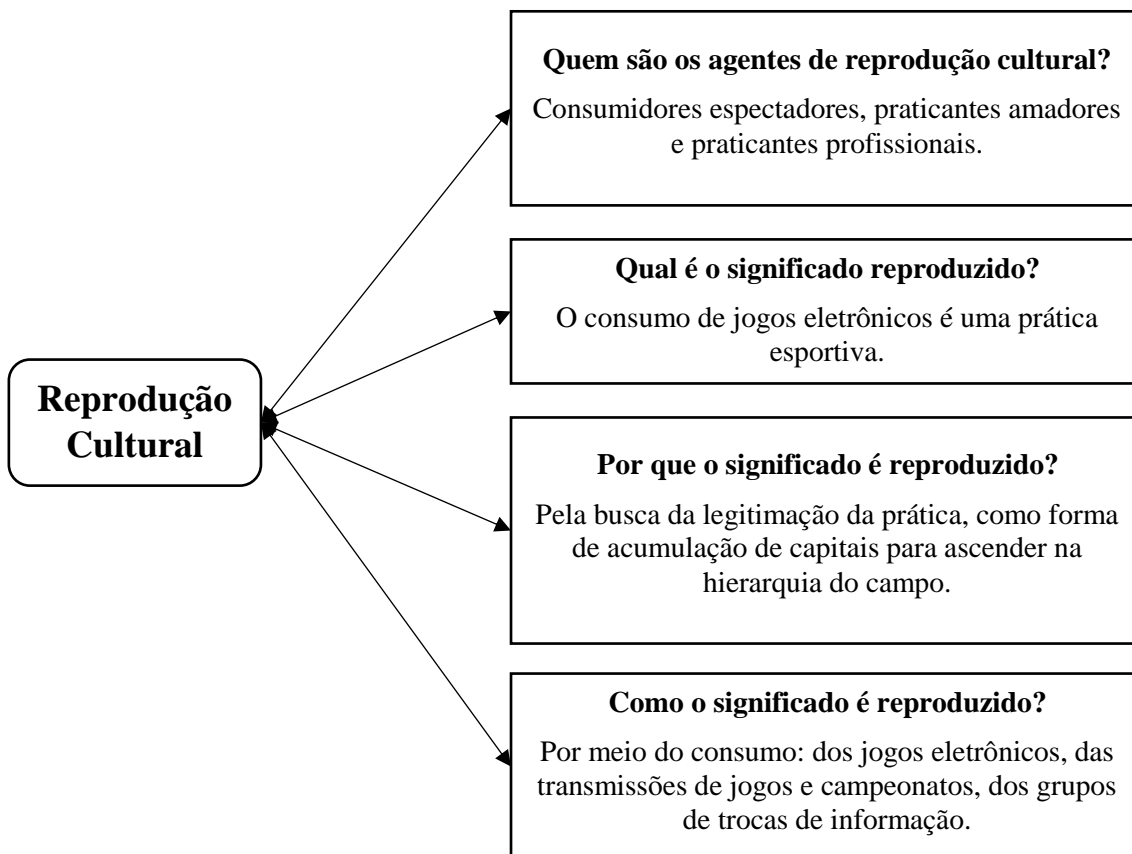 Quem são os agentes de reprodução cultural?
Consumidores espectadores, praticantes amadores
e praticantes profissionais.
Qual é o significado reproduzido?
O consumo de jogos eletrônicos é uma prática
esportiva.
Reprodução
Cultural
Por que o significado é reproduzido?
Pela busca da legitimação da prática, como forma
de acumulação de capitais para ascender na
hierarquia do campo.
Como o significado é reproduzido?
Por meio do consumo: dos jogos eletrônicos, das
transmissões de jogos e campeonatos, dos grupos
de trocas de informação.